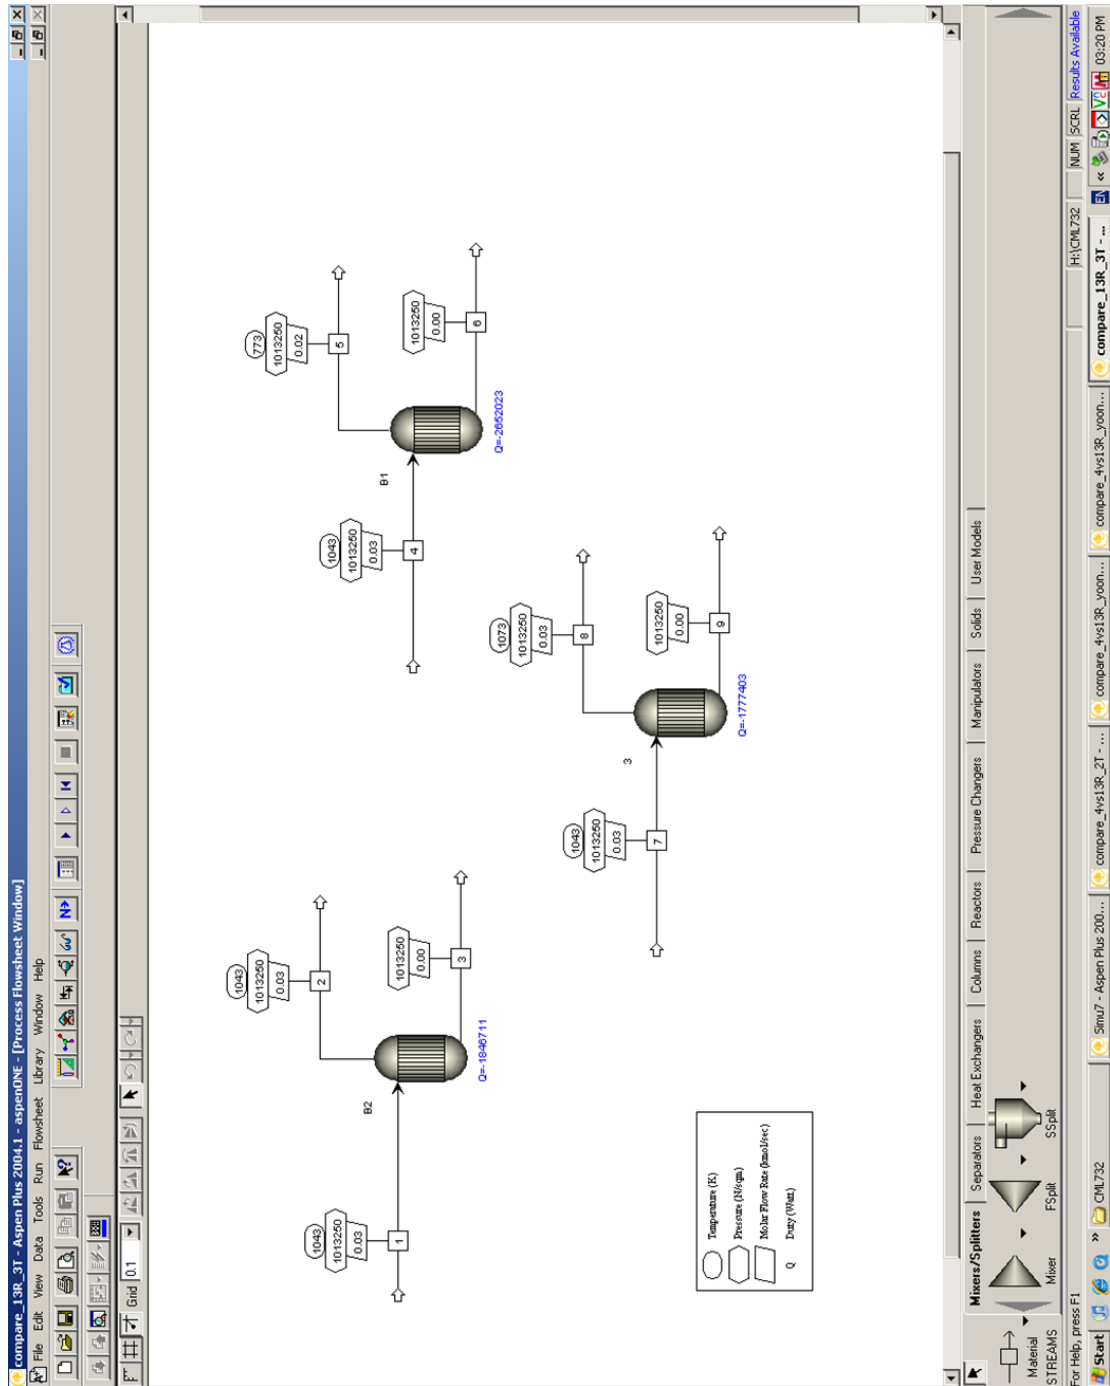 compare_13R_3T - Aspen Plus 2004.1 - aspenONE - [Process Flowsheet Window]
File Edit View Data Tools Run Flowsheet Library Window Help
N>
Grid 0.1
1043
1013250
0.03
1
B2
Q=-1846711
1043
1013250
0.03
2
1013250
0.00
3
1043
1013250
0.03
4
B1
Q=-2652023
773
1013250
0.02
5
1013250
0.00
6
1043
1013250
0.03
7
3
Q=-1777403
1073
1013250
0.03
8
1013250
0.00
9
Temperature (K)
Pressure (N/sqm)
Molar Flow Rate (kmol/sec)
Q Duty (Watt)
Mixers/Splitters Separators Heat Exchangers Columns Reactors Pressure Changers Manipulators Solids User Models
Material
STREAMS
Mixer FSplit SSplit
For Help, press F1 H:\CML732 NUM SCRL Results Available
Start » CML732 Simu7 - Aspen Plus 200... compare_4vs13R_2T - ... compare_4vs13R_yoon... compare_4vs13R_yoon... compare_13R_3T - ... EN « 03:20 PM